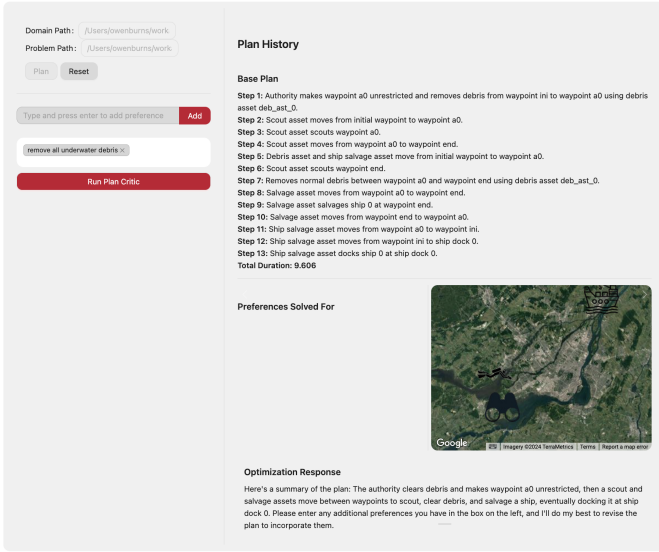 Domain Path: /Users/owenburns/work
Problem Path: /Users/owenburns/work
Plan Reset
Type and press enter to add preference Add
remove all underwater debris ×
Run Plan Critic
Plan History
Base Plan
Step 1: Authority makes waypoint a0 unrestricted and removes debris from waypoint ini to waypoint a0 using debris
asset deb_ast_0.
Step 2: Scout asset moves from initial waypoint to waypoint a0.
Step 3: Scout asset scouts waypoint a0.
Step 4: Scout asset moves from waypoint a0 to waypoint end.
Step 5: Debris asset and ship salvage asset move from initial waypoint to waypoint a0.
Step 6: Scout asset scouts waypoint end.
Step 7: Removes normal debris between waypoint a0 and waypoint end using debris asset deb_ast_0.
Step 8: Salvage asset moves from waypoint a0 to waypoint end.
Step 9: Salvage asset salvages ship 0 at waypoint end.
Step 10: Salvage asset moves from waypoint end to waypoint a0.
Step 11: Ship salvage asset moves from waypoint a0 to waypoint ini.
Step 12: Ship salvage asset moves from waypoint ini to ship dock 0.
Step 13: Ship salvage asset docks ship 0 at ship dock 0.
Total Duration: 9.606
Preferences Solved For
Google
Imagery ©2024 TerraMetrics Terms Report a map error
Optimization Response
Here's a summary of the plan: The authority clears debris and makes waypoint a0 unrestricted, then a scout and
salvage assets move between waypoints to scout, clear debris, and salvage a ship, eventually docking it at ship
dock 0. Please enter any additional preferences you have in the box on the left, and I'll do my best to revise the
plan to incorporate them.